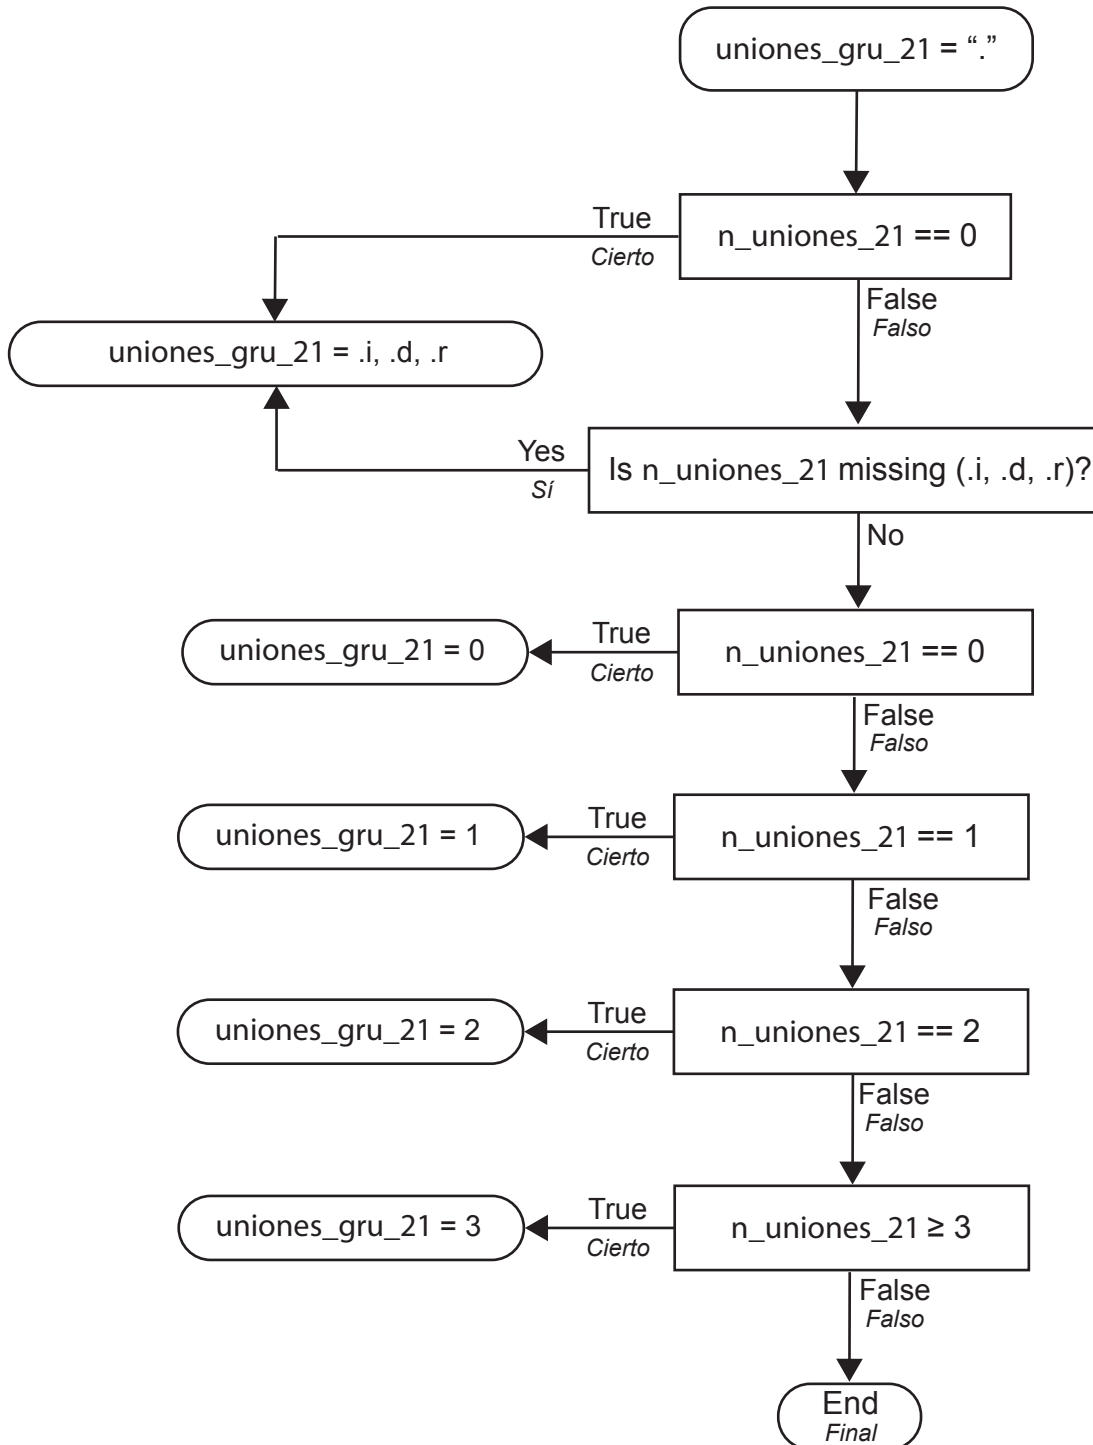 uniones_gru_21 = “.”
True
Cierto
n_uniones_21 == 0
False
Falso
uniones_gru_21 = .i, .d, .r
Yes
Sí
Is n_uniones_21 missing (.i, .d, .r)?
No
uniones_gru_21 = 0
True
Cierto
n_uniones_21 == 0
False
Falso
uniones_gru_21 = 1
True
Cierto
n_uniones_21 == 1
False
Falso
uniones_gru_21 = 2
True
Cierto
n_uniones_21 == 2
False
Falso
uniones_gru_21 = 3
True
Cierto
n_uniones_21 ≥ 3
False
Falso
End
Final